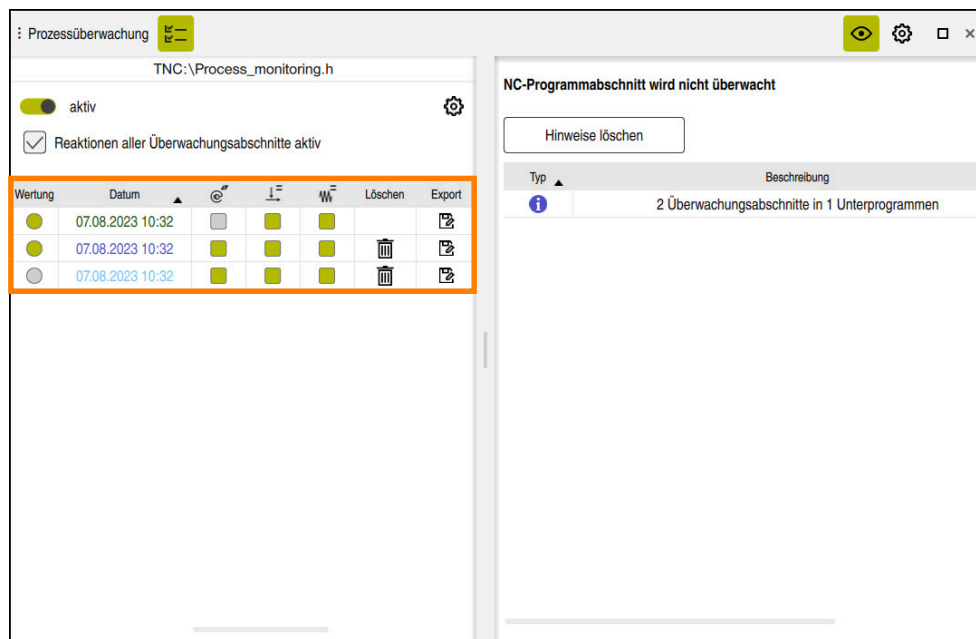 Prozessüberwachung
TNC:\Process_monitoring.h
aktiv
Reaktionen aller Überwachungsabschnitte aktiv
Wertung Datum Löschen Export
07.08.2023 10:32
07.08.2023 10:32
07.08.2023 10:32
NC-Programmabschnitt wird nicht überwacht
Hinweise löschen
Typ Beschreibung
2 Überwachungsabschnitte in 1 Unterprogrammen